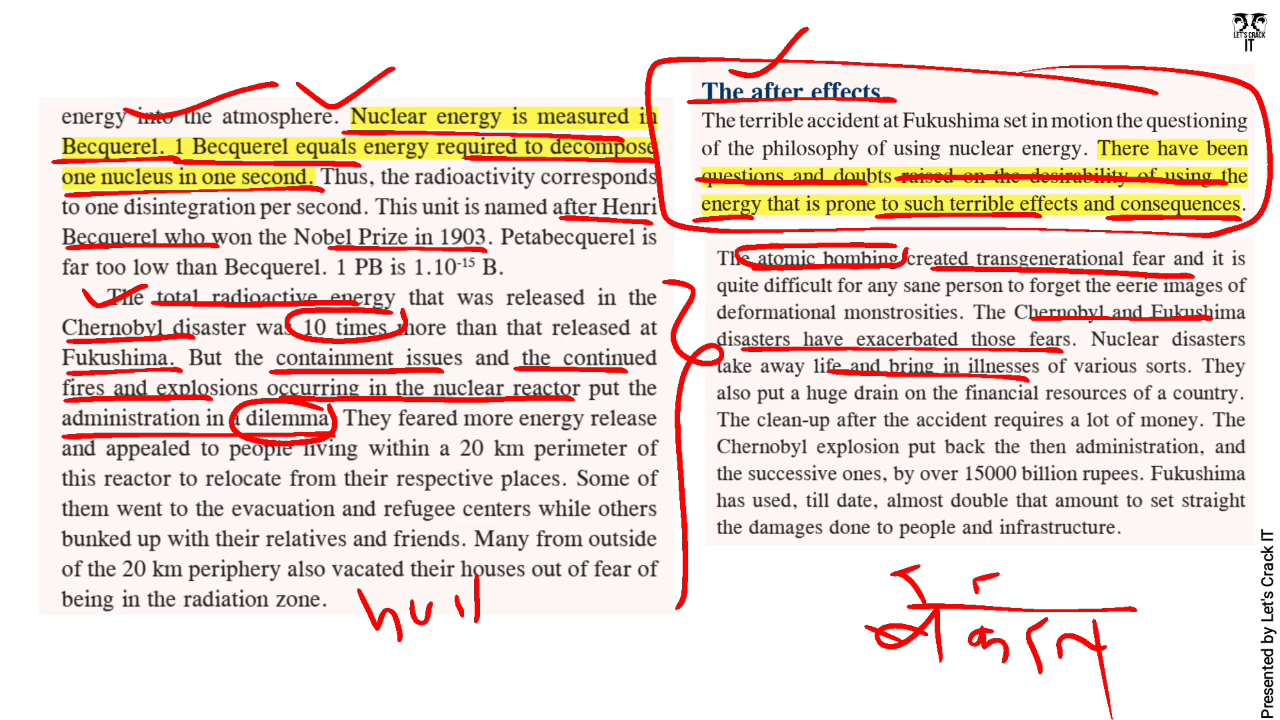 LET'S CRACK
IT
energy into the atmosphere. Nuclear energy is measured in
Becquerel. 1 Becquerel equals energy required to decompose
one nucleus in one second. Thus, the radioactivity corresponds
to one disintegration per second. This unit is named after Henri
Becquerel who won the Nobel Prize in 1903. Petabecquerel is
far too low than Becquerel. 1 PB is 1.10-15 B.
The total radioactive energy that was released in the
Chernobyl disaster was 10 times more than that released at
Fukushima. But the containment issues and the continued
fires and explosions occurring in the nuclear reactor put the
administration in a dilemma. They feared more energy release
and appealed to people living within a 20 km perimeter of
this reactor to relocate from their respective places. Some of
them went to the evacuation and refugee centers while others
bunked up with their relatives and friends. Many from outside
of the 20 km periphery also vacated their houses out of fear of
being in the radiation zone.
The after effects
The terrible accident at Fukushima set in motion the questioning
of the philosophy of using nuclear energy. There have been
questions and doubts raised on the desirability of using the
energy that is prone to such terrible effects and consequences.
The atomic bombing created transgenerational fear and it is
quite difficult for any sane person to forget the eerie images of
deformational monstrosities. The Chernobyl and Fukushima
disasters have exacerbated those fears. Nuclear disasters
take away life and bring in illnesses of various sorts. They
also put a huge drain on the financial resources of a country.
The clean-up after the accident requires a lot of money. The
Chernobyl explosion put back the then administration, and
the successive ones, by over 15000 billion rupees. Fukushima
has used, till date, almost double that amount to set straight
the damages done to people and infrastructure.
Presented by Let's Crack IT